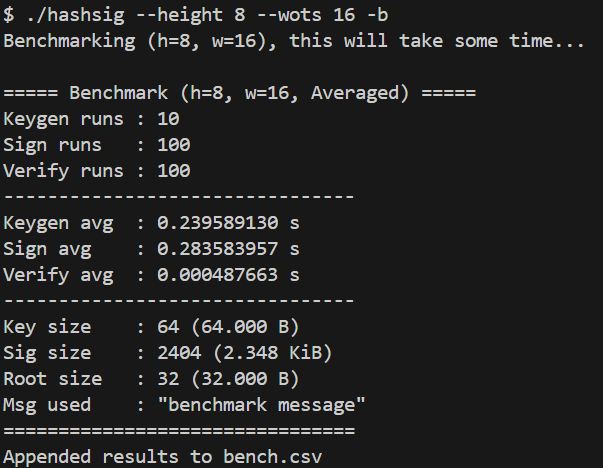 $ ./hashsig --height 8 --wots 16 -b
Benchmarking (h=8, w=16), this will take some time...
===== Benchmark (h=8, w=16, Averaged) =====
Keygen runs : 10
Sign runs   : 100
Verify runs : 100
--------------------------------
Keygen avg  : 0.239589130 s
Sign avg    : 0.283583957 s
Verify avg  : 0.000487663 s
--------------------------------
Key size    : 64 (64.000 B)
Sig size    : 2404 (2.348 KiB)
Root size   : 32 (32.000 B)
Msg used    : "benchmark message"
================================
Appended results to bench.csv